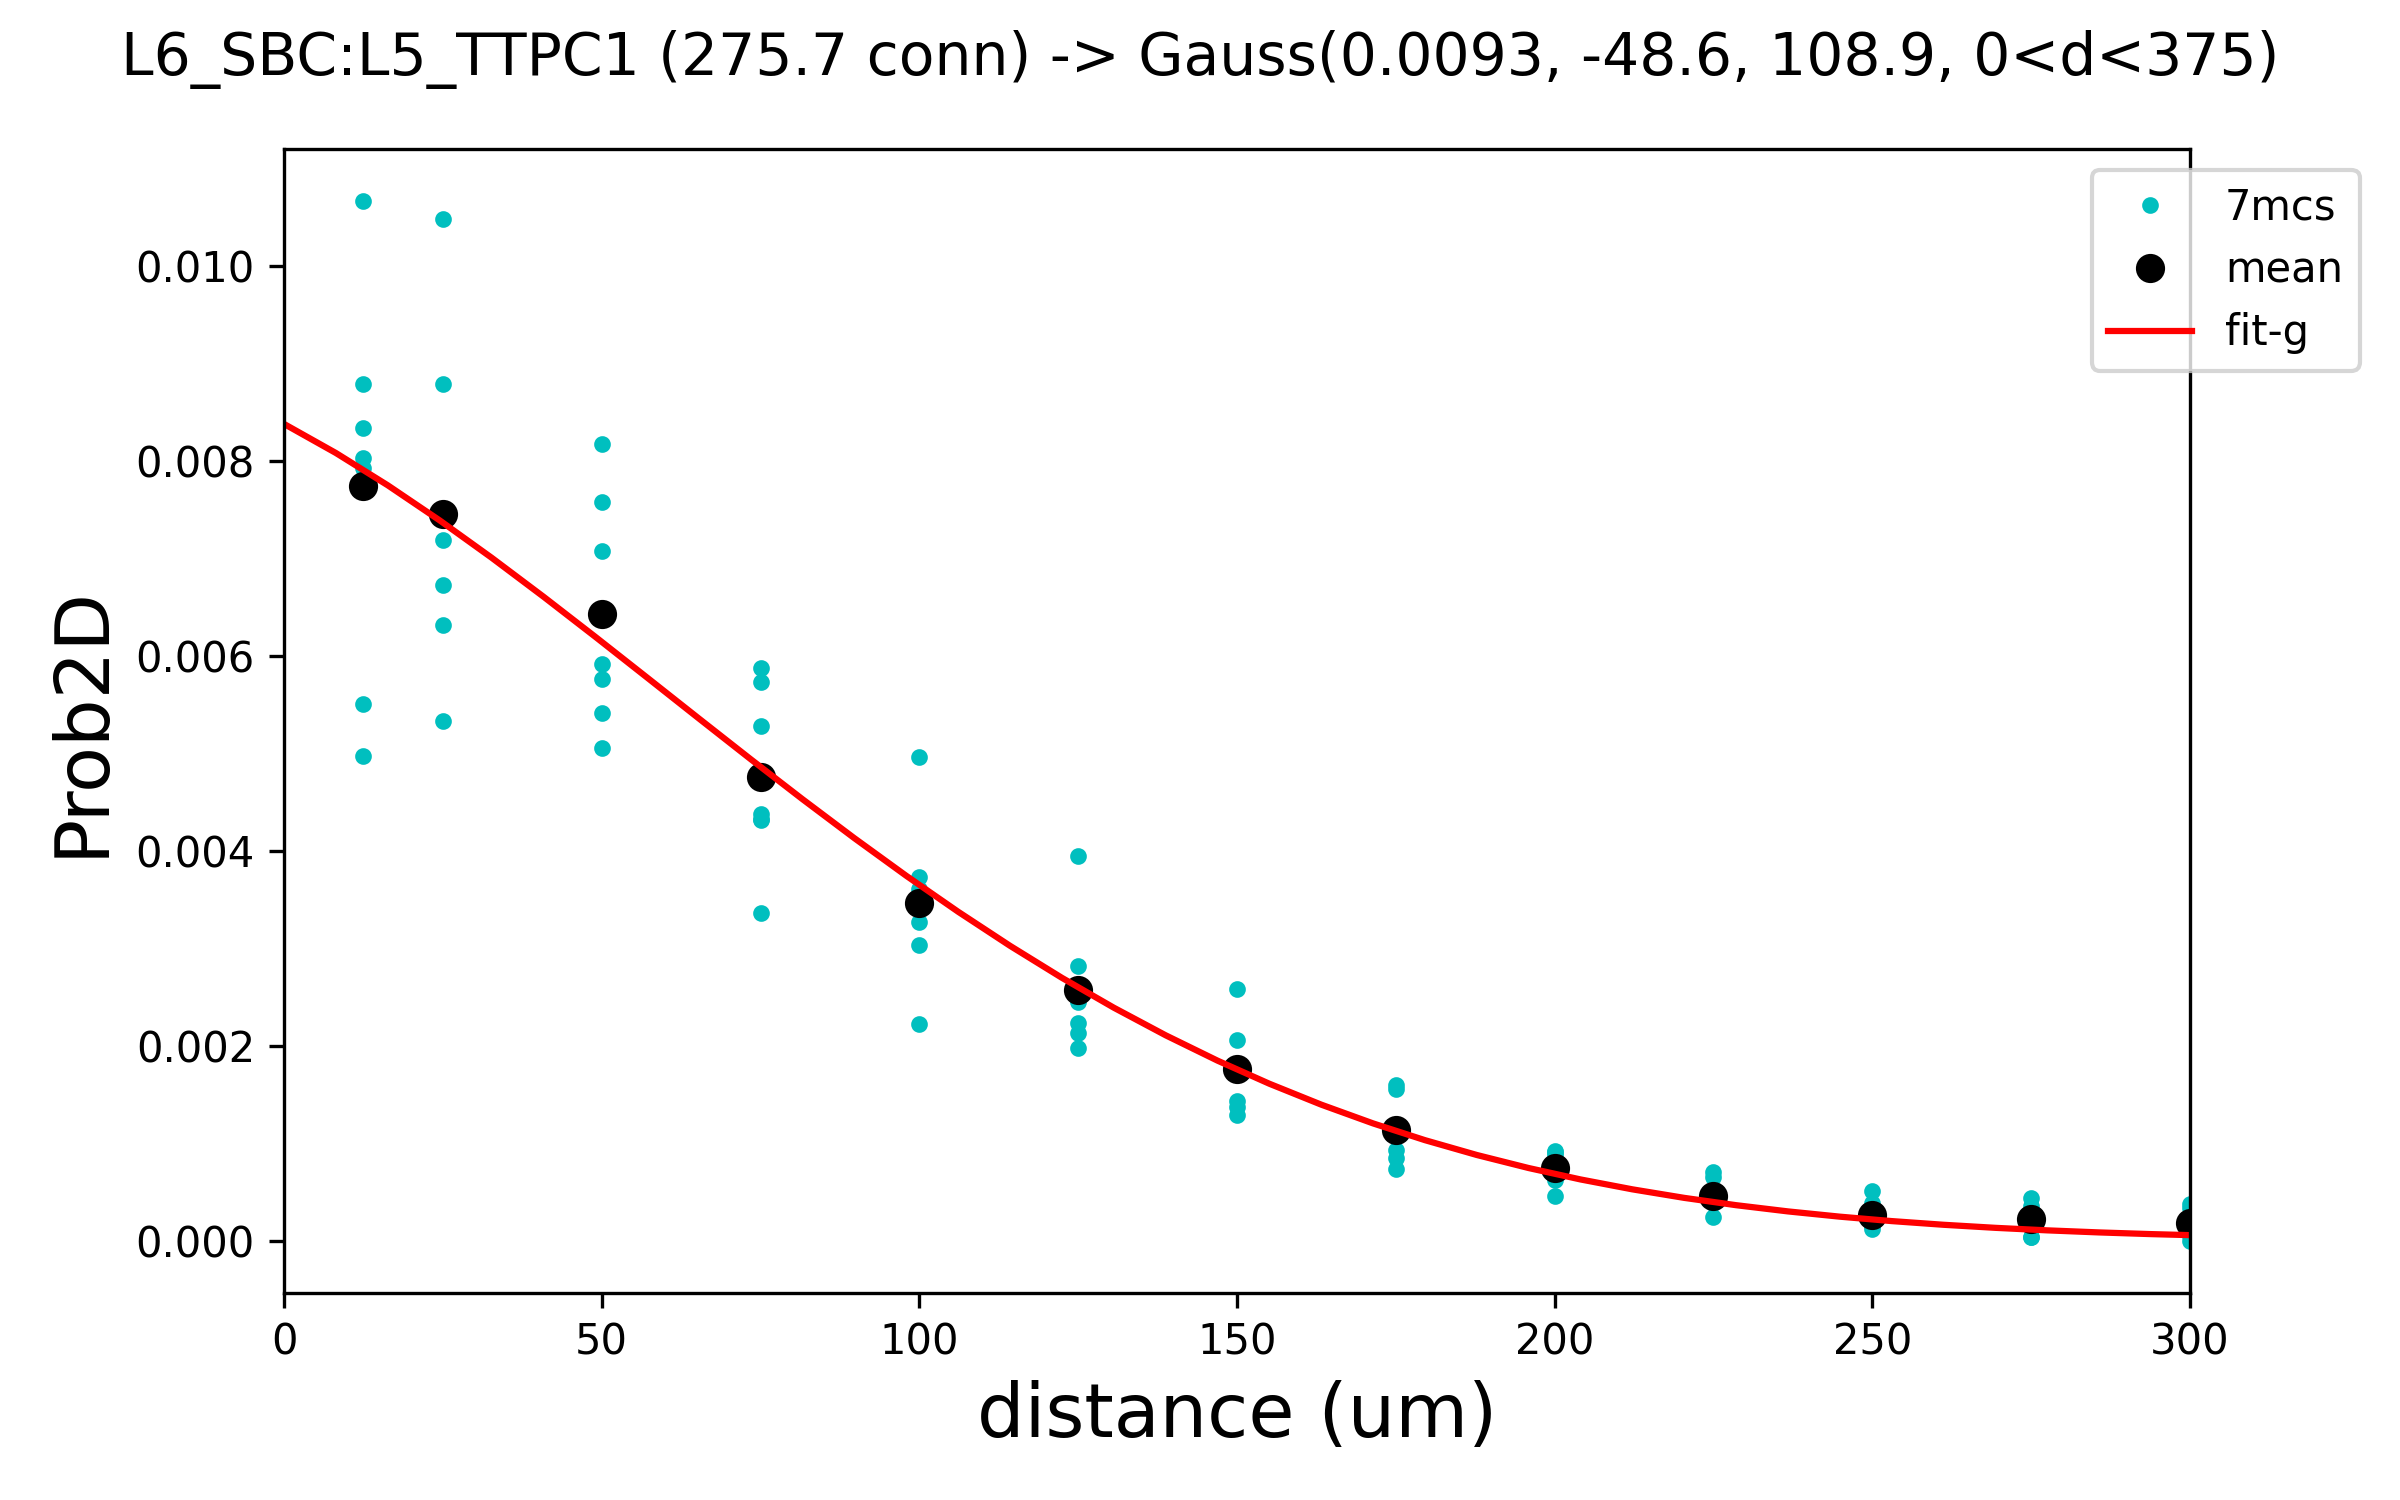 L6_SBC:L5_TTPC1 (275.7 conn) -> Gauss(0.0093, -48.6, 108.9, 0<d<375)
7mcs
mean
fit-g
Prob2D
0.010
0.008
0.006
0.004
0.002
0.000
0 50 100 150 200 250 300
distance (um)